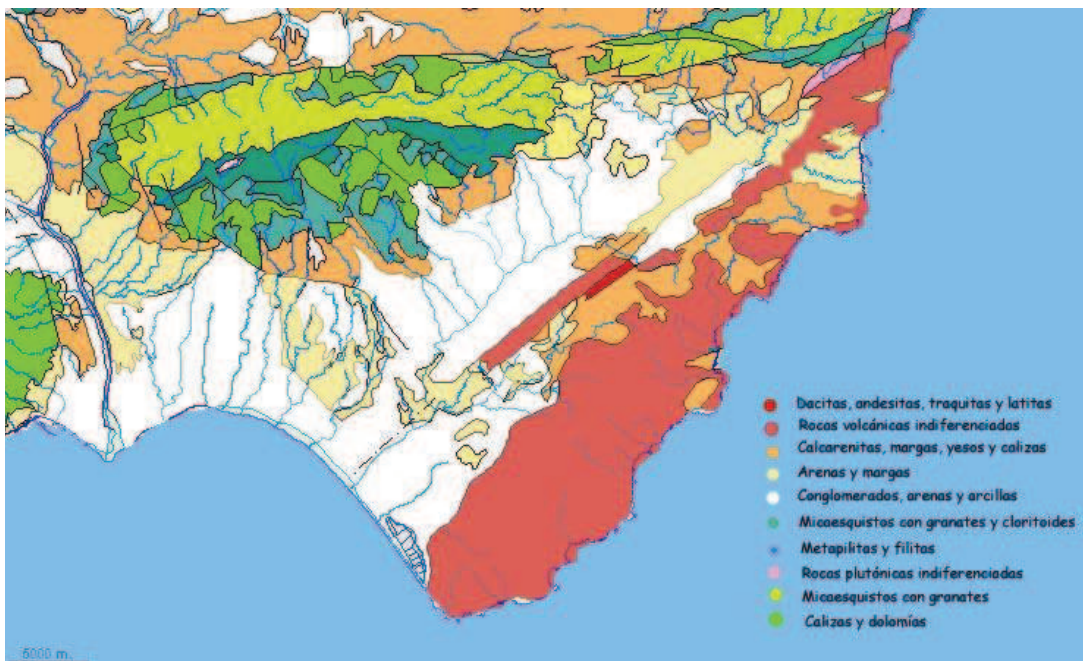 Dacitas, andesitas, traquitas y latitas
Rocas volcánicas indiferenciadas
Calcarenitas, margas, yesos y calizas
Arenas y margas
Conglomerados, arenas y arcillas
Micaesquistos con granates y cloritoides
Metapilitas y filitas
Rocas plutónicas indiferenciadas
Micaesquistos con granates
Calizas y dolomías
5000 m.